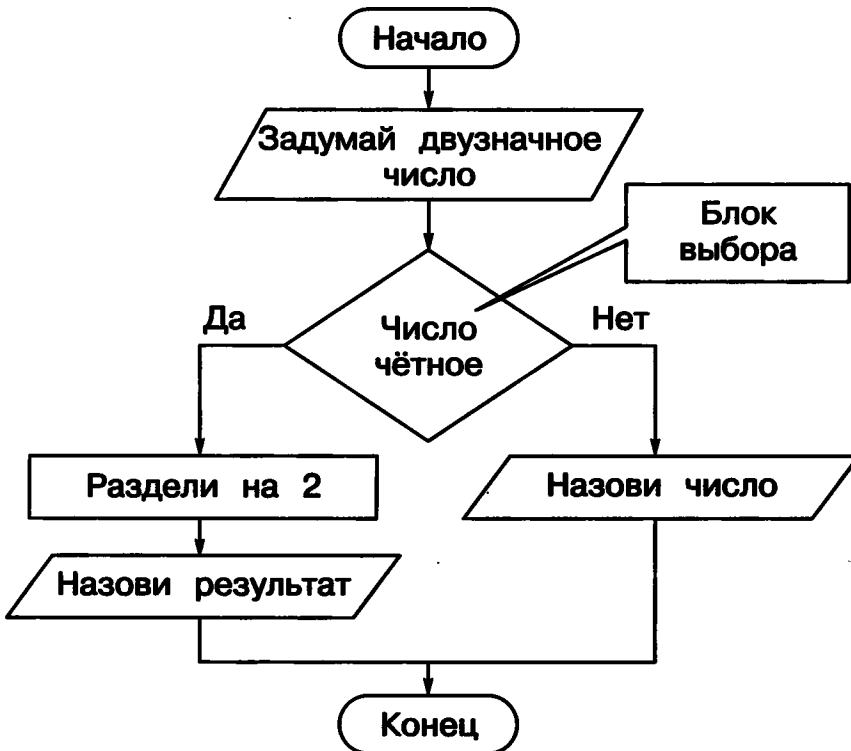 Начало
Задумай двузначное
число
Блок
выбора
Да
Число
чётное
Нет
Раздели на 2
Назови число
Назови результат
Конец